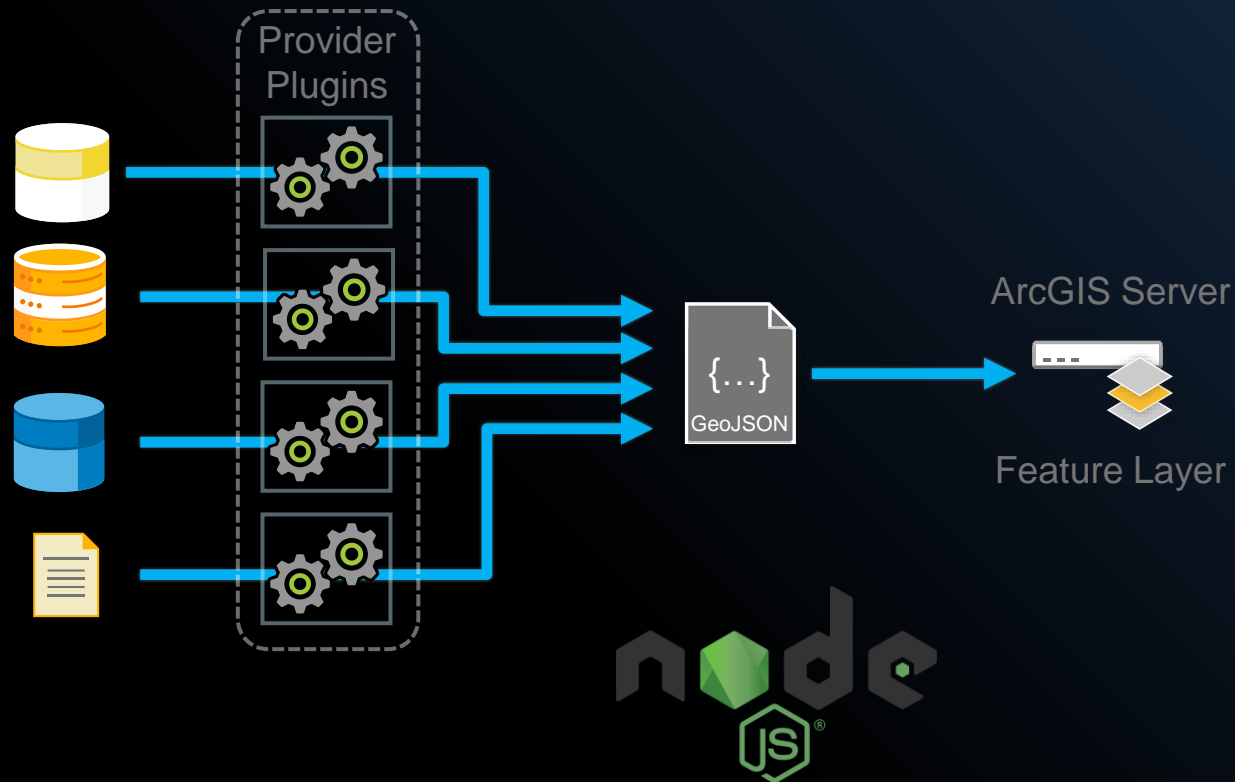 Provider
Plugins
ArcGIS Server
{...}
GeoJSON
Feature Layer
node
JS®